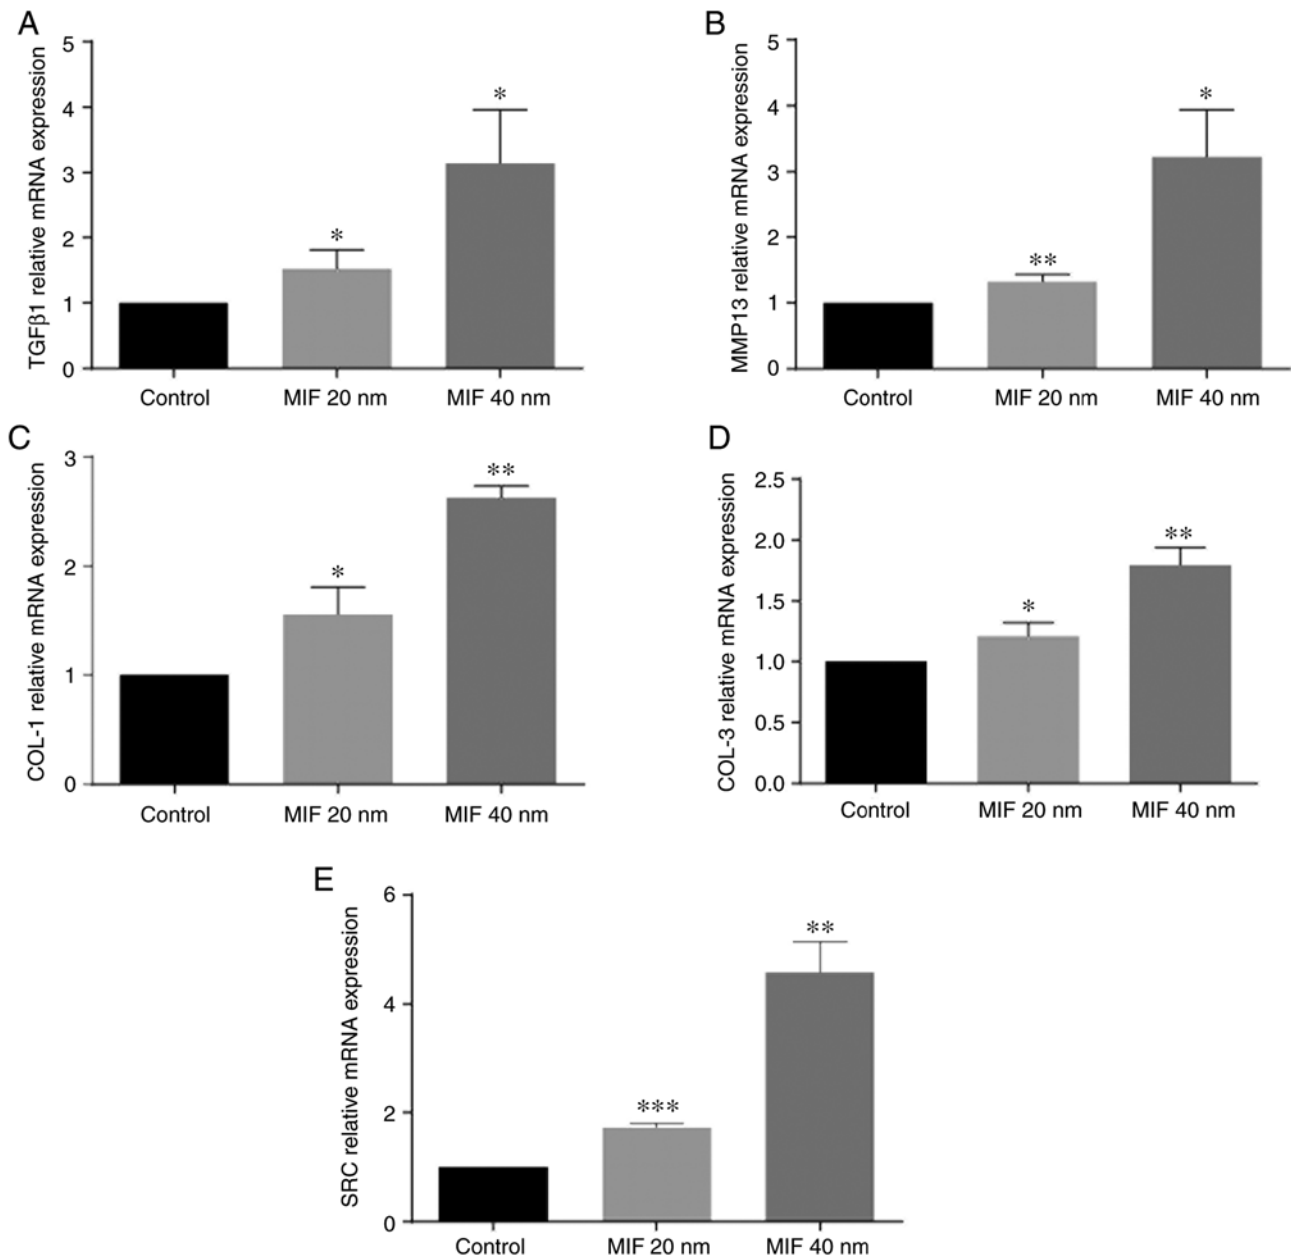 A
TGFβ1 relative mRNA expression
5
4
3
2
1
0
*
*
Control
MIF 20 nm
MIF 40 nm
B
MMP13 relative mRNA expression
5
4
3
2
1
0
**
*
Control
MIF 20 nm
MIF 40 nm
C
COL-1 relative mRNA expression
3
2
1
0
*
**
Control
MIF 20 nm
MIF 40 nm
D
COL-3 relative mRNA expression
2.5
2.0
1.5
1.0
0.5
0.0
*
**
Control
MIF 20 nm
MIF 40 nm
E
SRC relative mRNA expression
6
4
2
0
***
**
Control
MIF 20 nm
MIF 40 nm